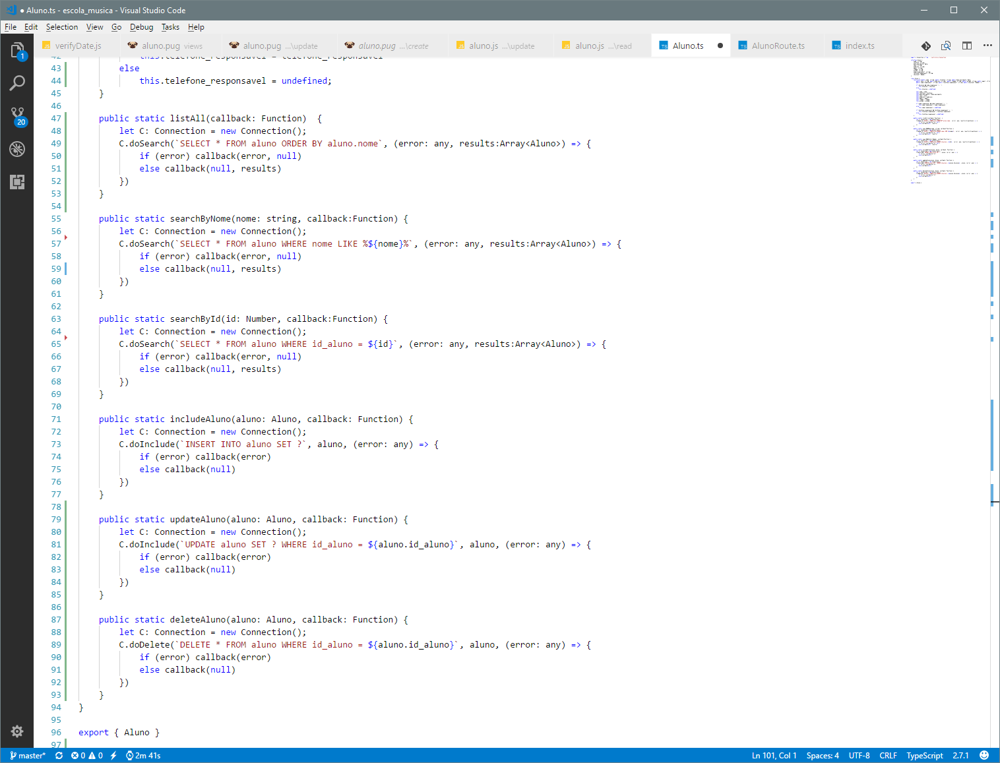 ● Aluno.ts - escola_musica - Visual Studio Code
File Edit Selection View Go Debug Tasks Help
verifyDate.js aluno.pug views aluno.pug ...\update aluno.pug ...\create aluno.js ...\update aluno.js ...\read Aluno.ts ● AlunoRoute.ts index.ts
42 this.telefone_responsavel = telefone_responsavel
43 else
44 this.telefone_responsavel = undefined;
45 }
46
47 public static listAll(callback: Function)  {
48 let C: Connection = new Connection();
49 C.doSearch(`SELECT * FROM aluno ORDER BY aluno.nome`, (error: any, results:Array<Aluno>) => {
50 if (error) callback(error, null)
51 else callback(null, results)
52 })
53 }
54
55 public static searchByNome(nome: string, callback:Function) {
56 let C: Connection = new Connection();
57 C.doSearch(`SELECT * FROM aluno WHERE nome LIKE %${nome}%`, (error: any, results:Array<Aluno>) => {
58 if (error) callback(error, null)
59 else callback(null, results)
60 })
61 }
62
63 public static searchById(id: Number, callback:Function) {
64 let C: Connection = new Connection();
65 C.doSearch(`SELECT * FROM aluno WHERE id_aluno = ${id}`, (error: any, results:Array<Aluno>) => {
66 if (error) callback(error, null)
67 else callback(null, results)
68 })
69 }
70
71 public static includeAluno(aluno: Aluno, callback: Function) {
72 let C: Connection = new Connection();
73 C.doInclude(`INSERT INTO aluno SET ?`, aluno, (error: any) => {
74 if (error) callback(error)
75 else callback(null)
76 })
77 }
78
79 public static updateAluno(aluno: Aluno, callback: Function) {
80 let C: Connection = new Connection();
81 C.doInclude(`UPDATE aluno SET ? WHERE id_aluno = ${aluno.id_aluno}`, aluno, (error: any) => {
82 if (error) callback(error)
83 else callback(null)
84 })
85 }
86
87 public static deleteAluno(aluno: Aluno, callback: Function) {
88 let C: Connection = new Connection();
89 C.doDelete(`DELETE * FROM aluno WHERE id_aluno = ${aluno.id_aluno}`, aluno, (error: any) => {
90 if (error) callback(error)
91 else callback(null)
92 })
93 }
94 }
95
96 export { Aluno }
97
1
20
master* 0 0 2m 41s Ln 101, Col 1 Spaces: 4 UTF-8 CRLF TypeScript 2.7.1